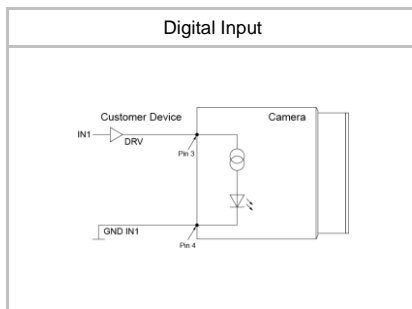 Digital Input
Customer Device
Camera
IN1
DRV
Pin 3
GND IN1
Pin 4